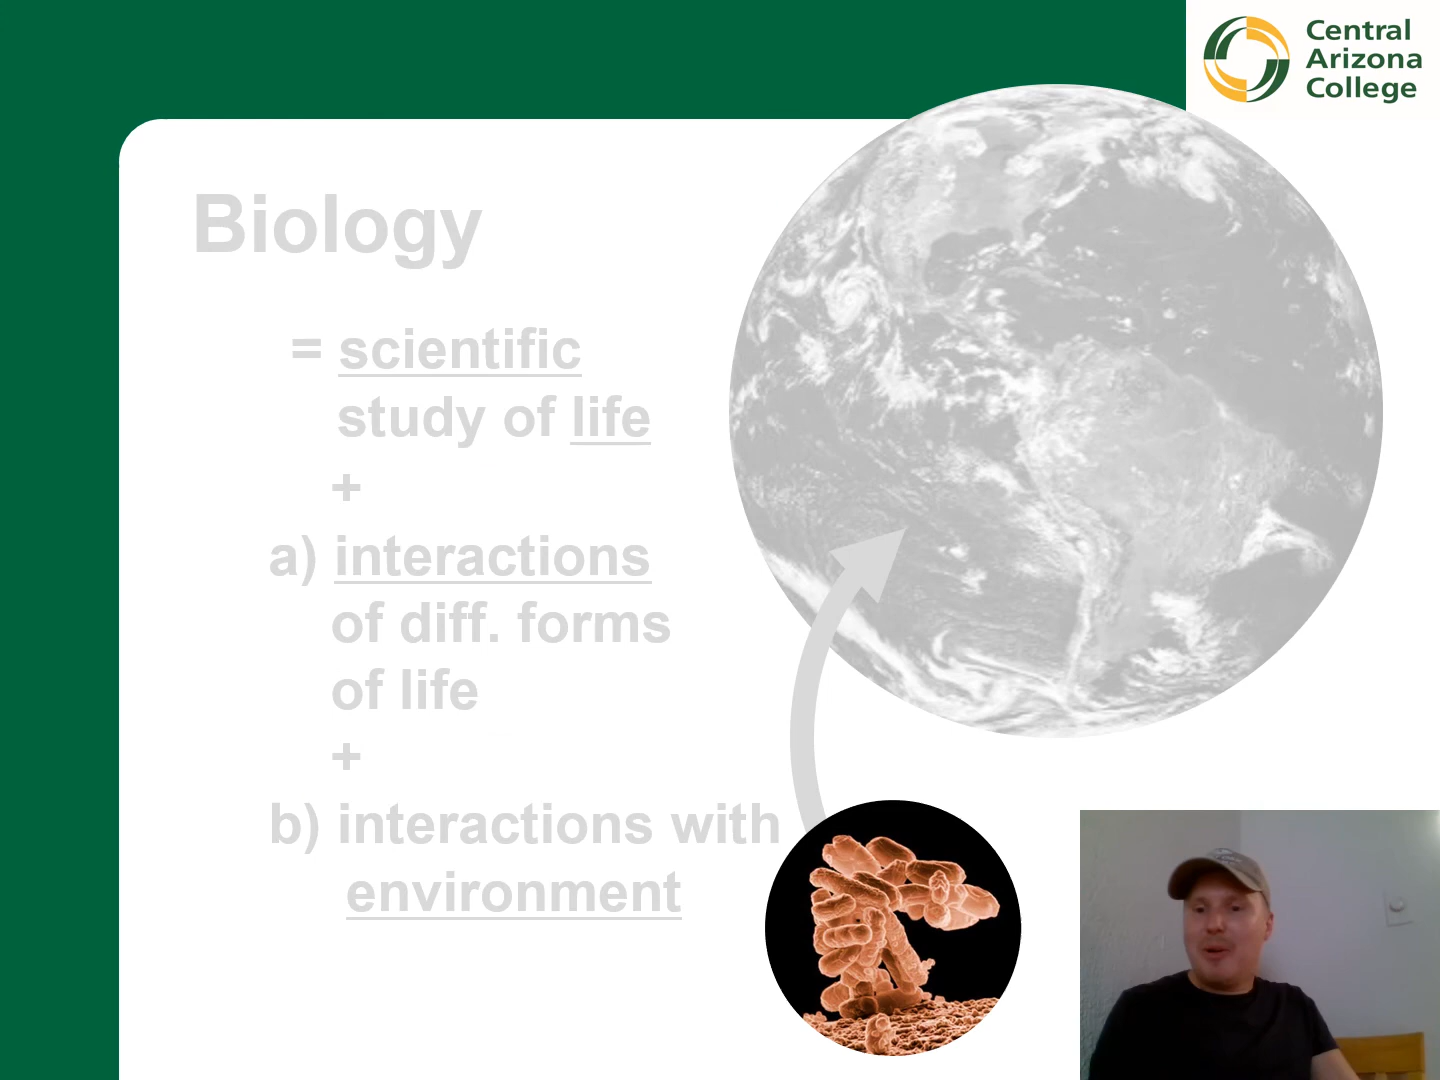 Central
Arizona
College
Biology
= scientific
study of life
+
a) interactions
of diff. forms
of life
+
b) interactions with
environment